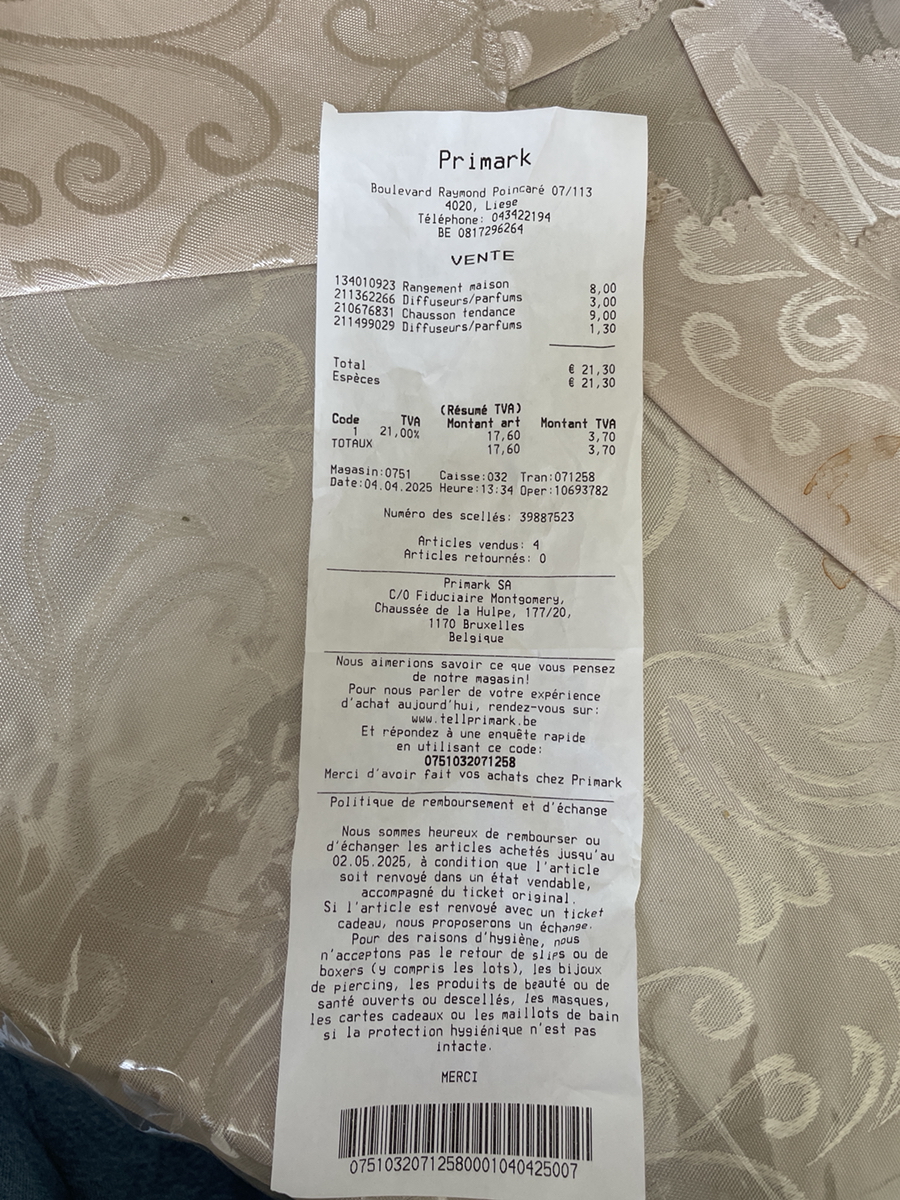 Primark
Boulevard Raymond Poincaré 07/113
4020, Liege
Téléphone: 043422194
BE 0817296264
VENTE
134010923 Rangement maison 8,00
211362266 Diffuseurs/parfums 3,00
210676831 Chausson tendance 9,00
211499029 Diffuseurs/parfums 1,30
Total € 21,30
Espèces € 21,30
(Résumé TVA)
Code TVA Montant art Montant TVA
1 21,00% 17,60 3,70
TOTAUX 17,60 3,70
Magasin:0751 Caisse:032 Tran:071258
Date:04.04.2025 Heure:13:34 Oper:10693782
Numéro des scellés: 39887523
Articles vendus: 4
Articles retournés: 0
Primark SA
C/O Fiduciaire Montgomery,
Chaussée de la Hulpe, 177/20,
1170 Bruxelles
Belgique
Nous aimerions savoir ce que vous pensez
de notre magasin!
Pour nous parler de votre expérience
d'achat aujourd'hui, rendez-vous sur:
www.tellprimark.be
Et répondez à une enquête rapide
en utilisant ce code:
0751032071258
Merci d'avoir fait vos achats chez Primark
Politique de remboursement et d'échange
Nous sommes heureux de rembourser ou
d'échanger les articles achetés jusqu'au
02.05.2025, à condition que l'article
soit renvoyé dans un état vendable,
accompagné du ticket original.
Si l'article est renvoyé avec un ticket
cadeau, nous proposerons un échange.
Pour des raisons d'hygiène, nous
n'acceptons pas le retour de slips ou de
boxers (y compris les lots), les bijoux
de piercing, les produits de beauté ou de
santé ouverts ou descellés, les masques,
les cartes cadeaux ou les maillots de bain
si la protection hygiénique n'est pas
intacte.
MERCI
07510320712580001040425007